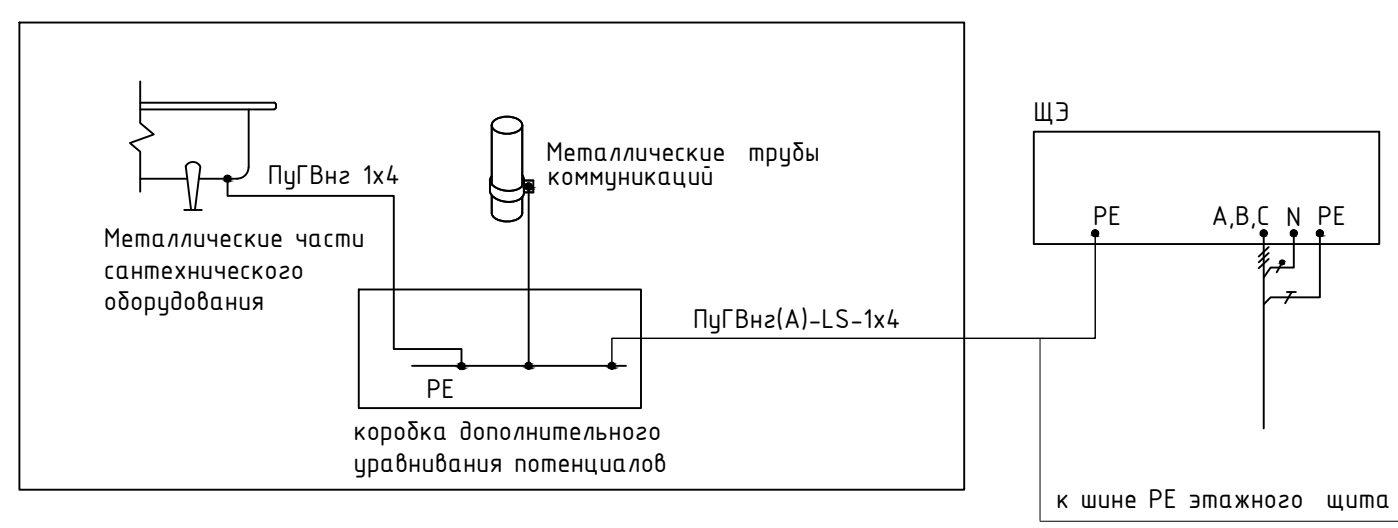 ЩЭ
Металлические трубы
коммуникаций
ПуГВнг 1х4
PE
A,B,C N PE
Металлические части
сантехнического
оборудования
ПуГВнг(А)-LS-1х4
PE
коробка дополнительного
уравнивания потенциалов
к шине PE этажного щита